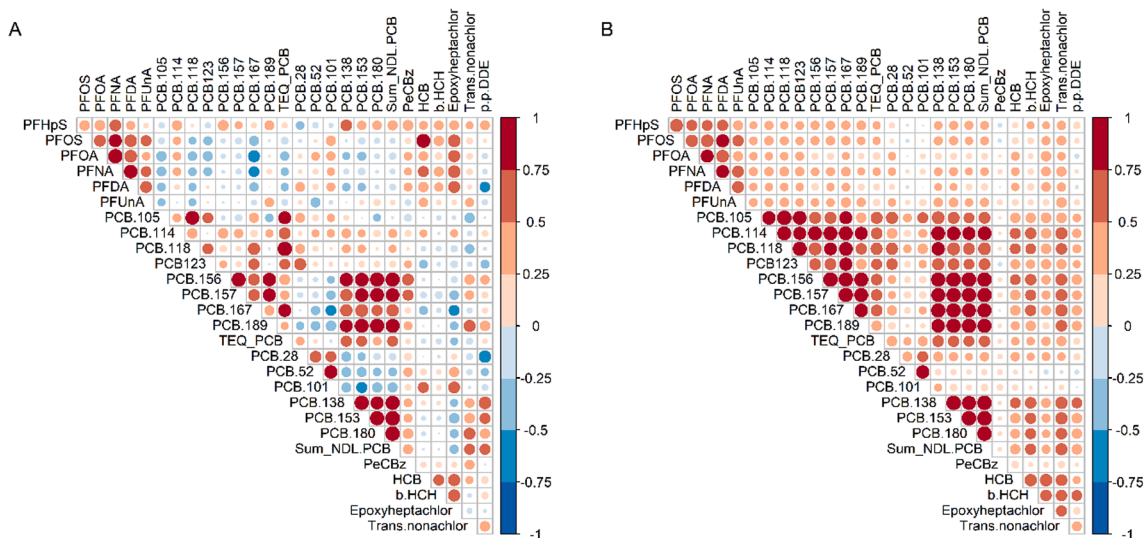 A
PFOS
PFOA
PFNA
PFDA
PFUnA
PCB.105
PCB.114
PCB.118
PCB123
PCB.156
PCB.157
PCB.167
PCB.189
TEQ_PCB
PCB.28
PCB.52
PCB.101
PCB.138
PCB.153
PCB.180
Sum_NDL.PCB
PeCBz
HCB
b.HCH
Epoxyheptachlor
Trans.nonachlor
p.p.DDE
PFHpS
PFOS
PFOA
PFNA
PFDA
PFUnA
PCB.105
PCB.114
PCB.118
PCB123
PCB.156
PCB.157
PCB.167
PCB.189
TEQ_PCB
PCB.28
PCB.52
PCB.101
PCB.138
PCB.153
PCB.180
Sum_NDL.PCB
PeCBz
HCB
b.HCH
Epoxyheptachlor
Trans.nonachlor
1
0.75
0.5
0.25
0
-0.25
-0.5
-0.75
-1
B
PFOS
PFOA
PFNA
PFDA
PFUnA
PCB.105
PCB.114
PCB.118
PCB123
PCB.156
PCB.157
PCB.167
PCB.189
TEQ_PCB
PCB.28
PCB.52
PCB.101
PCB.138
PCB.153
PCB.180
Sum_NDL.PCB
PeCBz
HCB
b.HCH
Epoxyheptachlor
Trans.nonachlor
p.p.DDE
PFHpS
PFOS
PFOA
PFNA
PFDA
PFUnA
PCB.105
PCB.114
PCB.118
PCB123
PCB.156
PCB.157
PCB.167
PCB.189
TEQ_PCB
PCB.28
PCB.52
PCB.101
PCB.138
PCB.153
PCB.180
Sum_NDL.PCB
PeCBz
HCB
b.HCH
Epoxyheptachlor
Trans.nonachlor
1
0.75
0.5
0.25
0
-0.25
-0.5
-0.75
-1